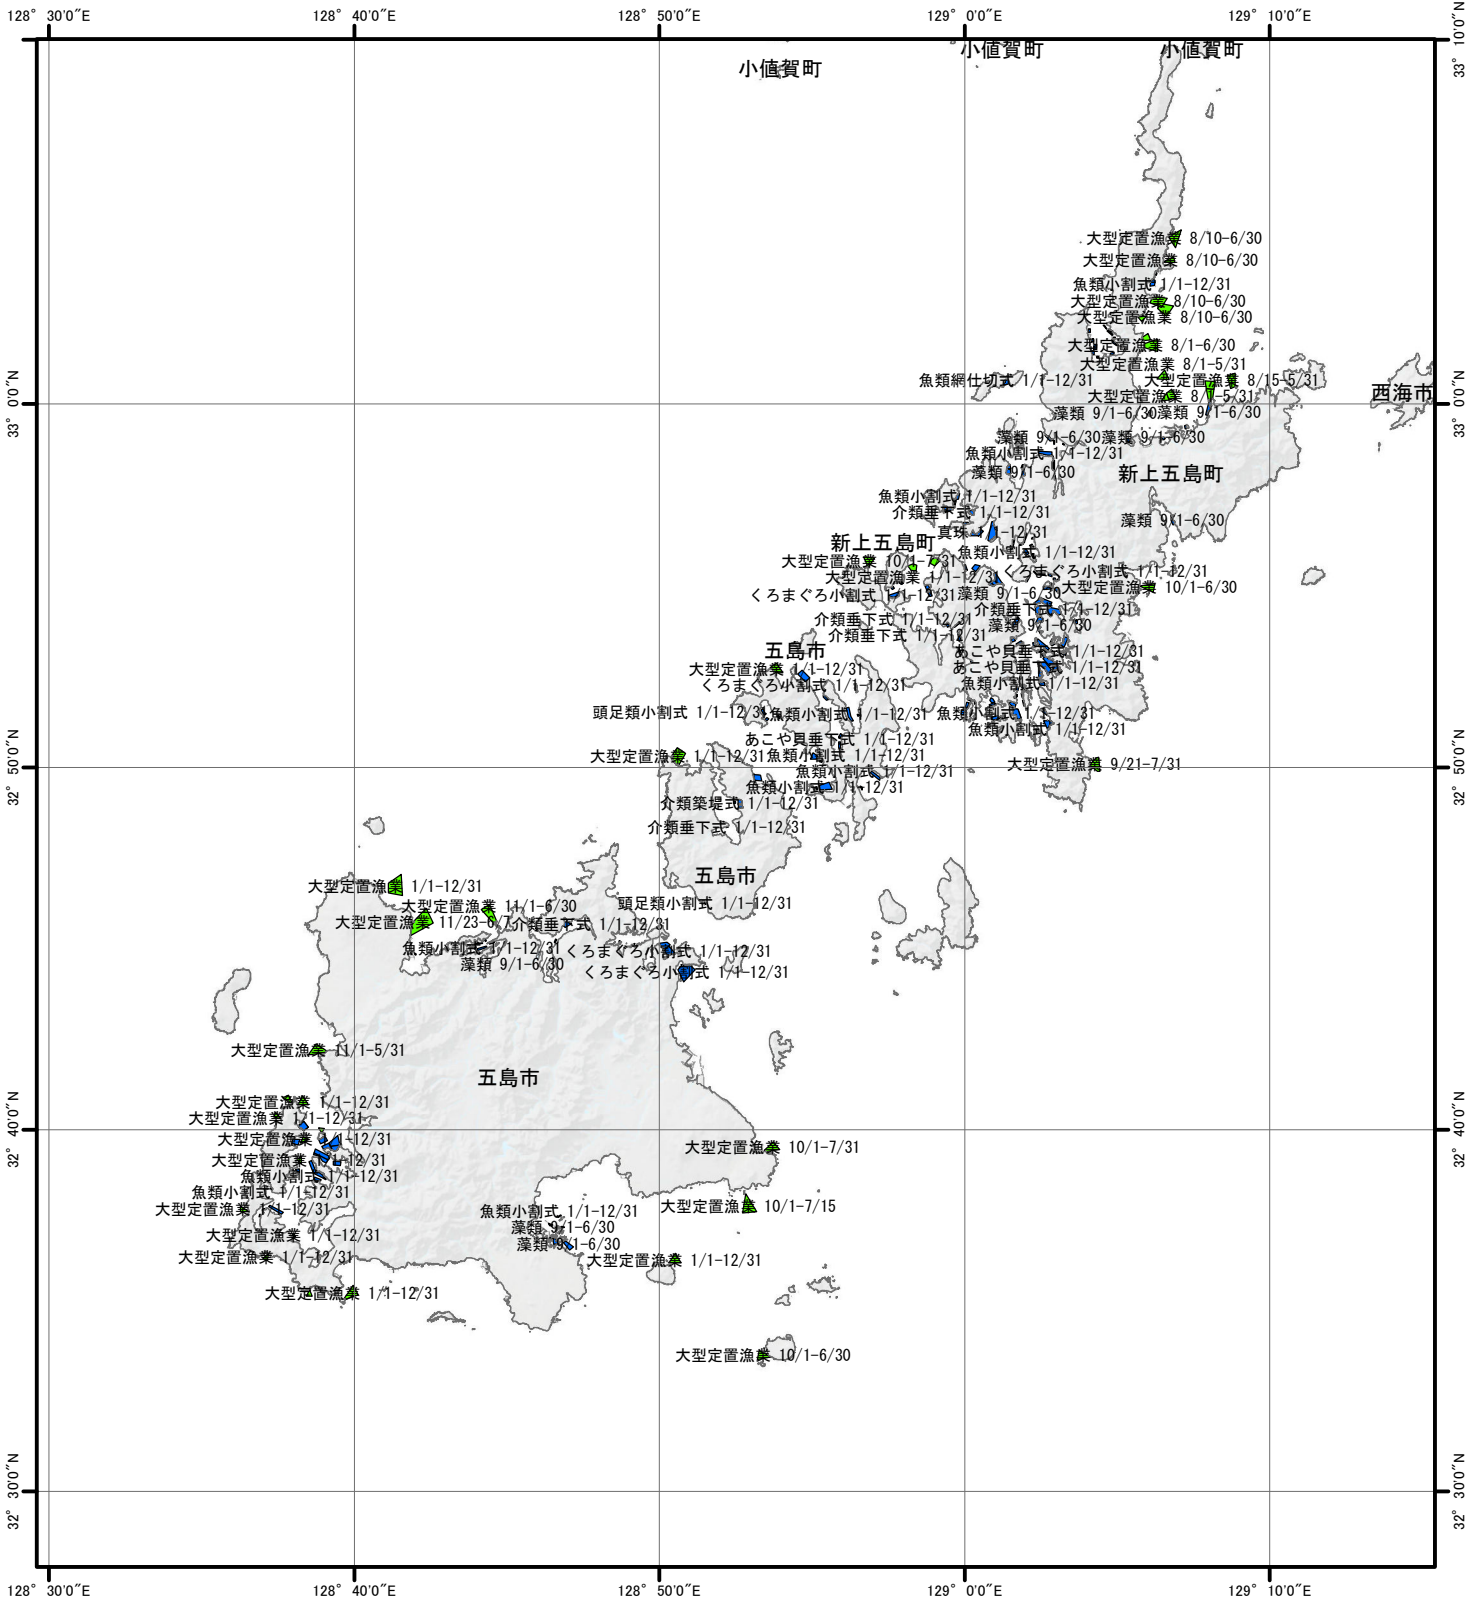 128° 30'0"E
128° 40'0"E
128° 50'0"E
129° 0'0"E
129° 10'0"E
33° 10'0"N
小値賀町
小値賀町
小値賀町
大型定置漁業 8/10-6/30
大型定置漁業 8/10-6/30
魚類小割式 1/1-12/31
大型定置漁業 8/10-6/30
大型定置漁業 8/10-6/30
大型定置漁業 8/1-6/30
大型定置漁業 8/1-5/31
魚類網仕切式 1/1-12/31
大型定置漁業 8/15-5/31
西海市
大型定置漁業 8/1-5/31
33° 0'0"N
33° 0'0"N
藻類 9/1-6/30
藻類 9/1-6/30
藻類 9/1-6/30
藻類 9/1-6/30
魚類小割式 1/1-12/31
藻類 9/1-6/30
新上五島町
魚類小割式 1/1-12/31
介類垂下式 1/1-12/31
藻類 9/1-6/30
真珠 1/1-12/31
新上五島町
魚類小割式 1/1-12/31
大型定置漁業 10/1-7/31
くろまぐろ小割式 1/1-12/31
大型定置漁業 1/1-12/31
大型定置漁業 10/1-6/30
くろまぐろ小割式 1/1-12/31
藻類 9/1-6/30
介類垂下式 1/1-12/31
介類垂下式 1/1-12/31
藻類 9/1-6/30
介類垂下式 1/1-12/31
五島市
あこや貝垂下式 1/1-12/31
大型定置漁業 1/1-12/31
あこや貝垂下式 1/1-12/31
くろまぐろ小割式 1/1-12/31
魚類小割式 1/1-12/31
頭足類小割式 1/1-12/31
魚類小割式 1/1-12/31
魚類小割式 1/1-12/31
魚類小割式 1/1-12/31
あこや貝垂下式 1/1-12/31
大型定置漁業 1/1-12/31
魚類小割式 1/1-12/31
大型定置漁業 9/21-7/31
魚類小割式 1/1-12/31
32° 50'0"N
32° 50'0"N
魚類小割式 1/1-12/31
介類築堤式 1/1-12/31
介類垂下式 1/1-12/31
五島市
大型定置漁業 1/1-12/31
頭足類小割式 1/1-12/31
大型定置漁業 11/1-6/30
大型定置漁業 11/23-6/7
介類垂下式 1/1-12/31
魚類小割式 1/1-12/31
くろまぐろ小割式 1/1-12/31
藻類 9/1-6/30
くろまぐろ小割式 1/1-12/31
大型定置漁業 11/1-5/31
五島市
大型定置漁業 1/1-12/31
大型定置漁業 1/1-12/31
32° 40'0"N
32° 40'0"N
大型定置漁業 1/1-12/31
大型定置漁業 10/1-7/31
大型定置漁業 1/1-12/31
魚類小割式 1/1-12/31
魚類小割式 1/1-12/31
大型定置漁業 1/1-12/31
大型定置漁業 10/1-7/15
魚類小割式 1/1-12/31
藻類 9/1-6/30
大型定置漁業 1/1-12/31
藻類 9/1-6/30
大型定置漁業 1/1-12/31
大型定置漁業 1/1-12/31
大型定置漁業 1/1-12/31
大型定置漁業 10/1-6/30
32° 30'0"N
32° 30'0"N
128° 30'0"E
128° 40'0"E
128° 50'0"E
129° 0'0"E
129° 10'0"E